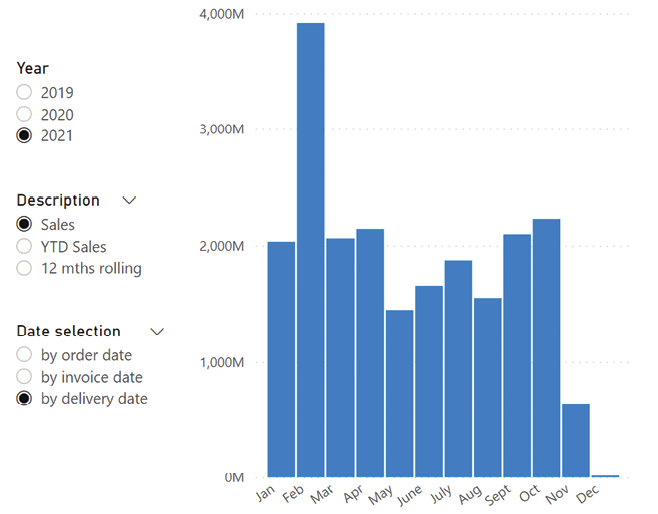 Year
2019
2020
2021
Description
Sales
YTD Sales
12 mths rolling
Date selection
by order date
by invoice date
by delivery date
4,000M
3,000M
2,000M
1,000M
0M
Jan Feb Mar Apr May June July Aug Sept Oct Nov Dec